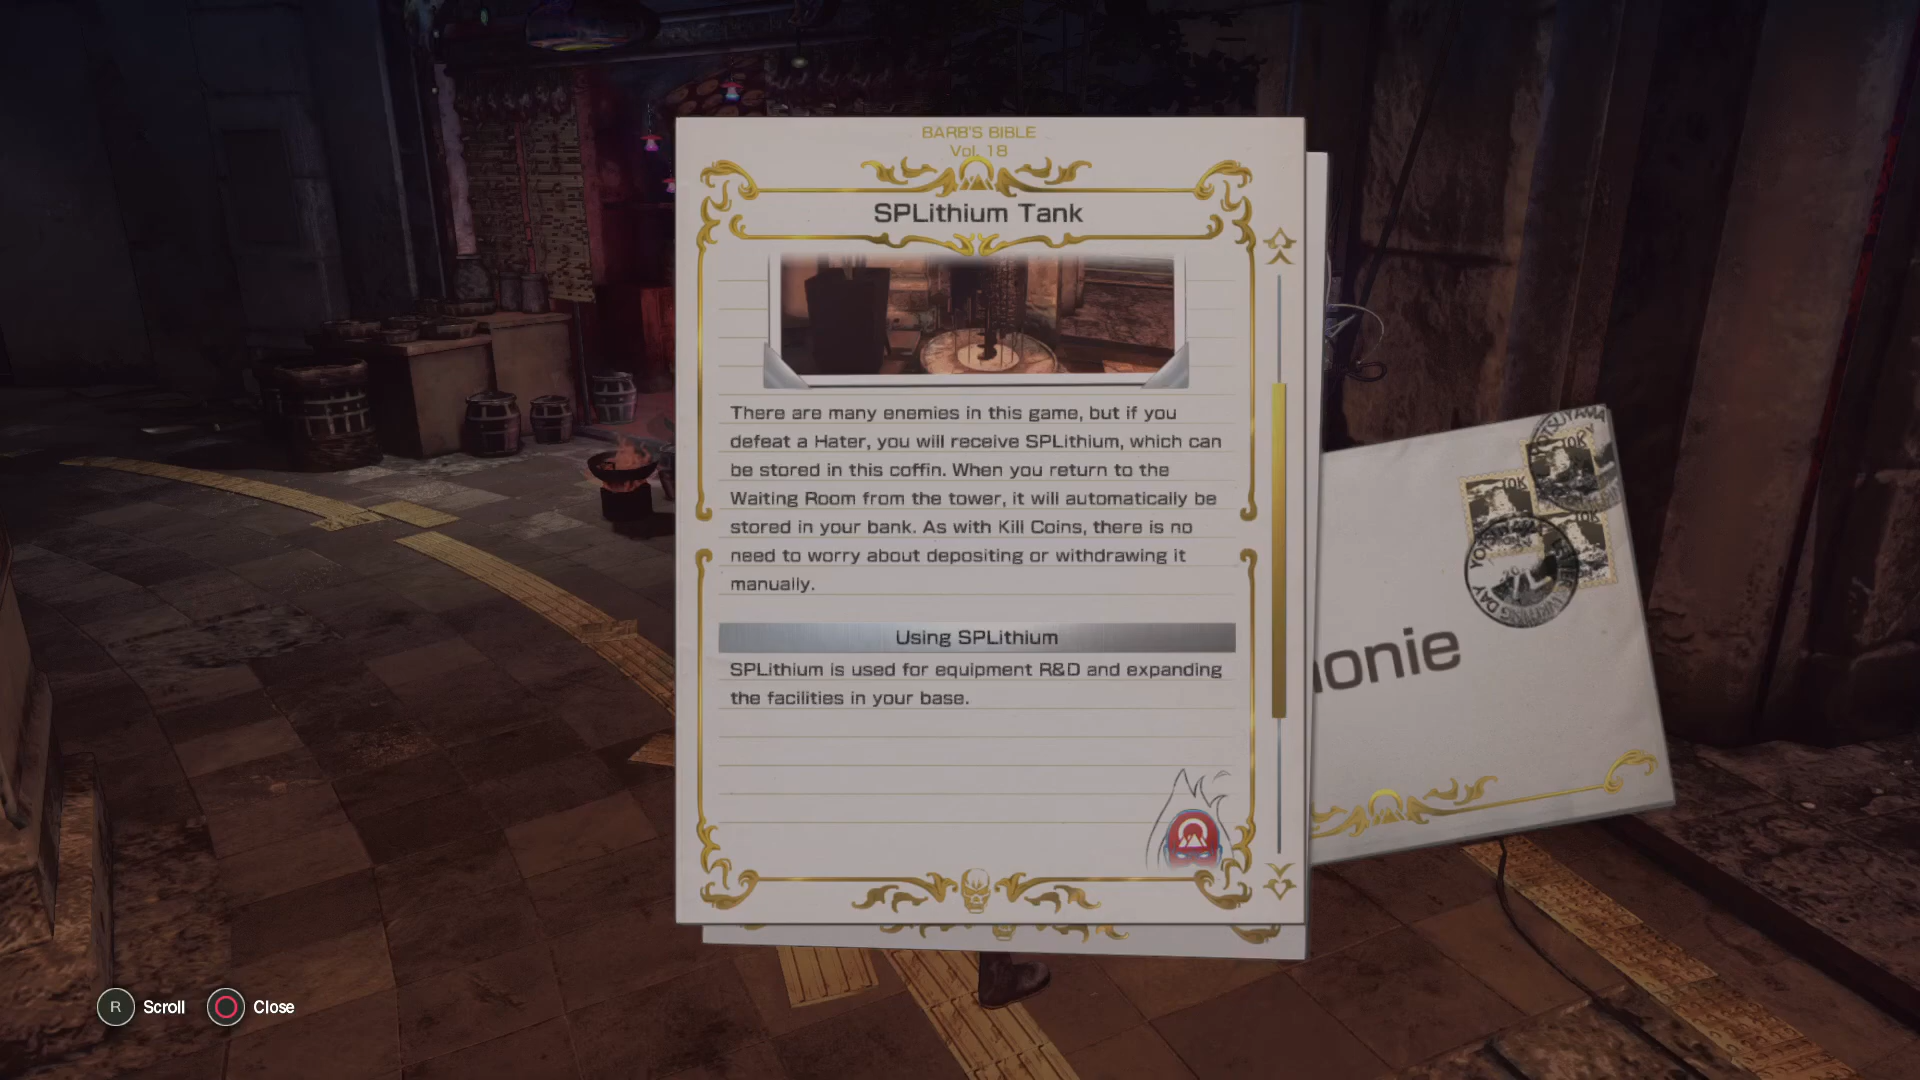 BARB'S BIBLE
Vol. 18
SPLithium Tank
There are many enemies in this game, but if you
defeat a Hater, you will receive SPLithium, which can
be stored in this coffin. When you return to the
Waiting Room from the tower, it will automatically be
stored in your bank. As with Kill Coins, there is no
need to worry about depositing or withdrawing it
manually.
Using SPLithium
SPLithium is used for equipment R&D and expanding
the facilities in your base.
10K
10K
10K
onie
R Scroll
Close